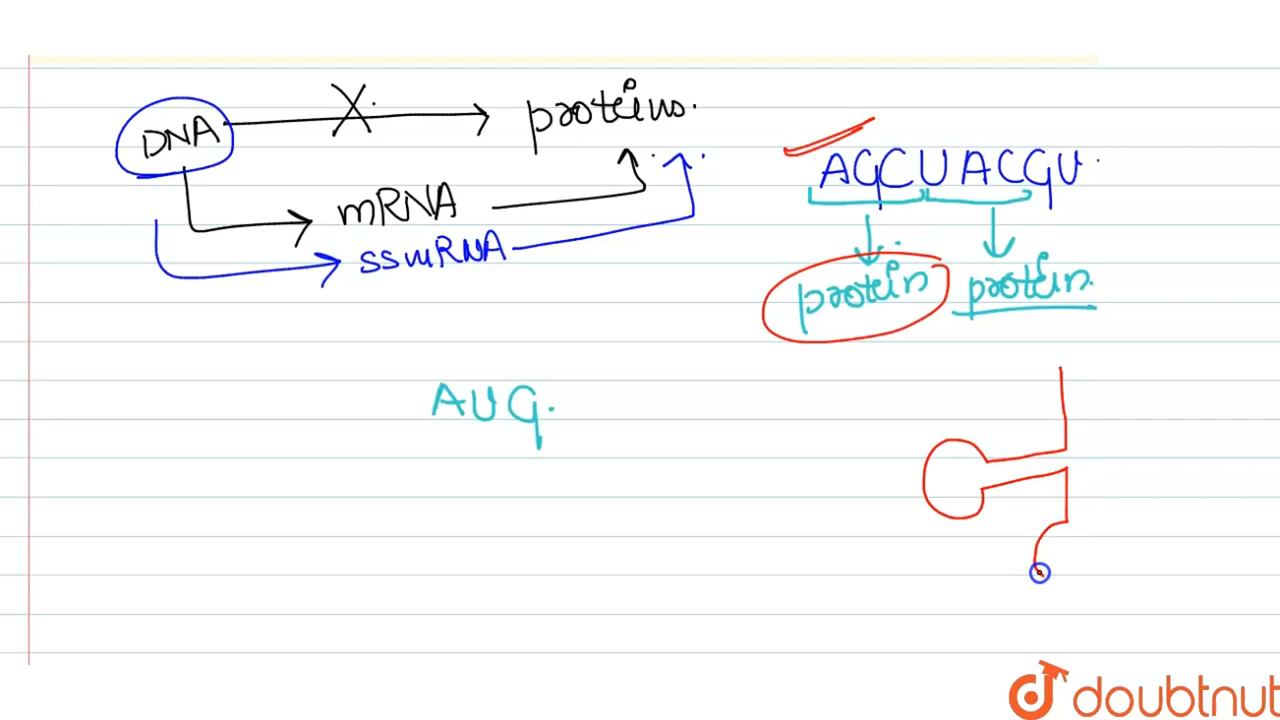 DNA X. → proteins.
mRNA
ssmRNA
AGCUACGU.
protein protein.
AUG.
doubtnut